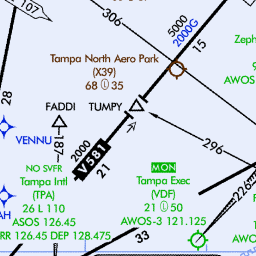 107
306
5000
2000G
15
Zeph
Tampa North Aero Park
(X39)
68 35
AWOS
28
FADDI
TUMPY
187
296
VENNU
2000
V581
21
NO SVFR
Tampa Intl
(TPA)
26 L 110
ASOS 126.45
RR 126.45 DEP 128.475
MON
Tampa Exec
(VDF)
21 50
AWOS-3 121.125
226
33
AH
AWOS